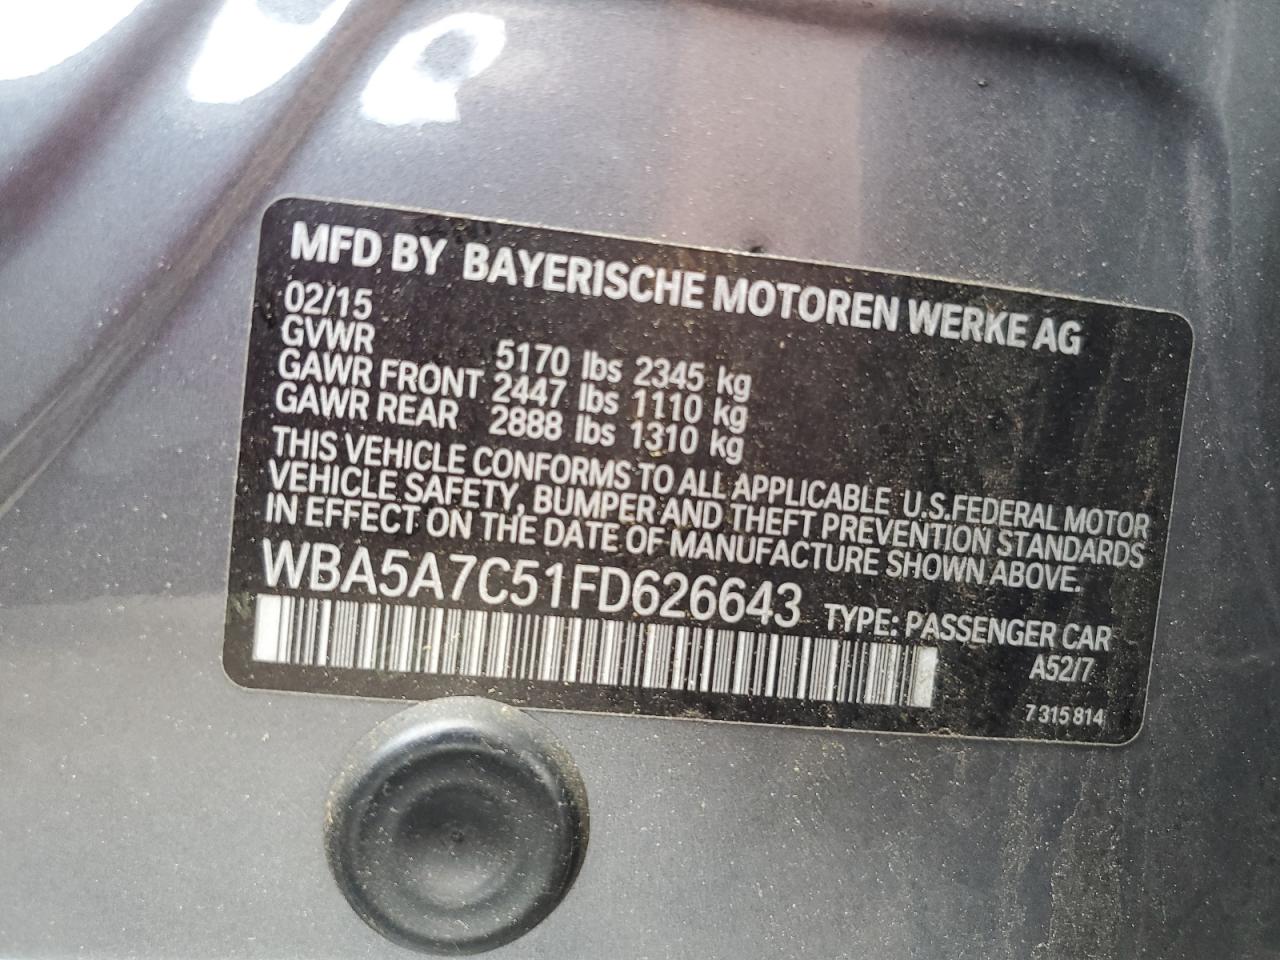 MFD BY BAYERISCHE MOTOREN WERKE AG
02/15
GVWR 5170 lbs 2345 kg
GAWR FRONT 2447 lbs 1110 kg
GAWR REAR 2888 lbs 1310 kg
THIS VEHICLE CONFORMS TO ALL APPLICABLE U.S.FEDERAL MOTOR
VEHICLE SAFETY, BUMPER AND THEFT PREVENTION STANDARDS
IN EFFECT ON THE DATE OF MANUFACTURE SHOWN ABOVE.
WBA5A7C51FD626643 TYPE: PASSENGER CAR
A52/7
7 315 814